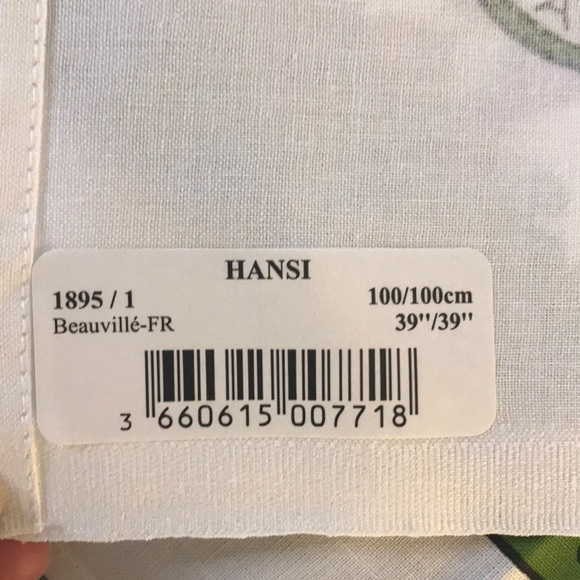 HANSI
1895 / 1
100/100cm
Beauvillé-FR
39"/39"
3 660615 007718